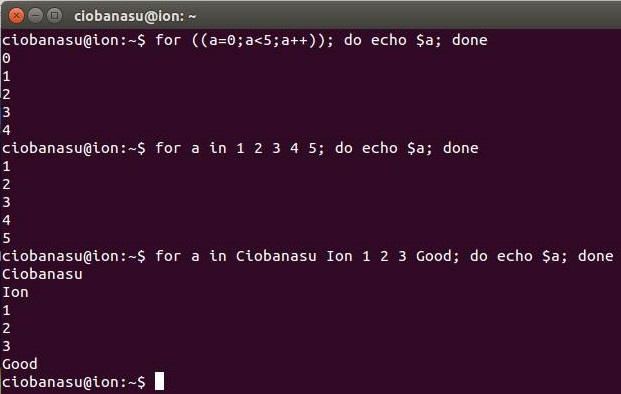 ciobanasu@ion: ~
ciobanasu@ion:~$ for ((a=0;a<5;a++)); do echo $a; done
0
1
2
3
4
ciobanasu@ion:~$ for a in 1 2 3 4 5; do echo $a; done
1
2
3
4
5
ciobanasu@ion:~$ for a in Ciobanasu Ion 1 2 3 Good; do echo $a; done
Ciobanasu
Ion
1
2
3
Good
ciobanasu@ion:~$